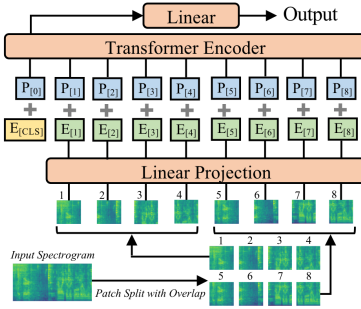 Linear
Output
Transformer Encoder
P[0] P[1] P[2] P[3] P[4] P[5] P[6] P[7] P[8]
+ + + + + + + + +
E[CLS] E[1] E[2] E[3] E[4] E[5] E[6] E[7] E[8]
Linear Projection
1 2 3 4 5 6 7 8
1 2 3 4
Input Spectrogram
5 6 7 8
Patch Split with Overlap